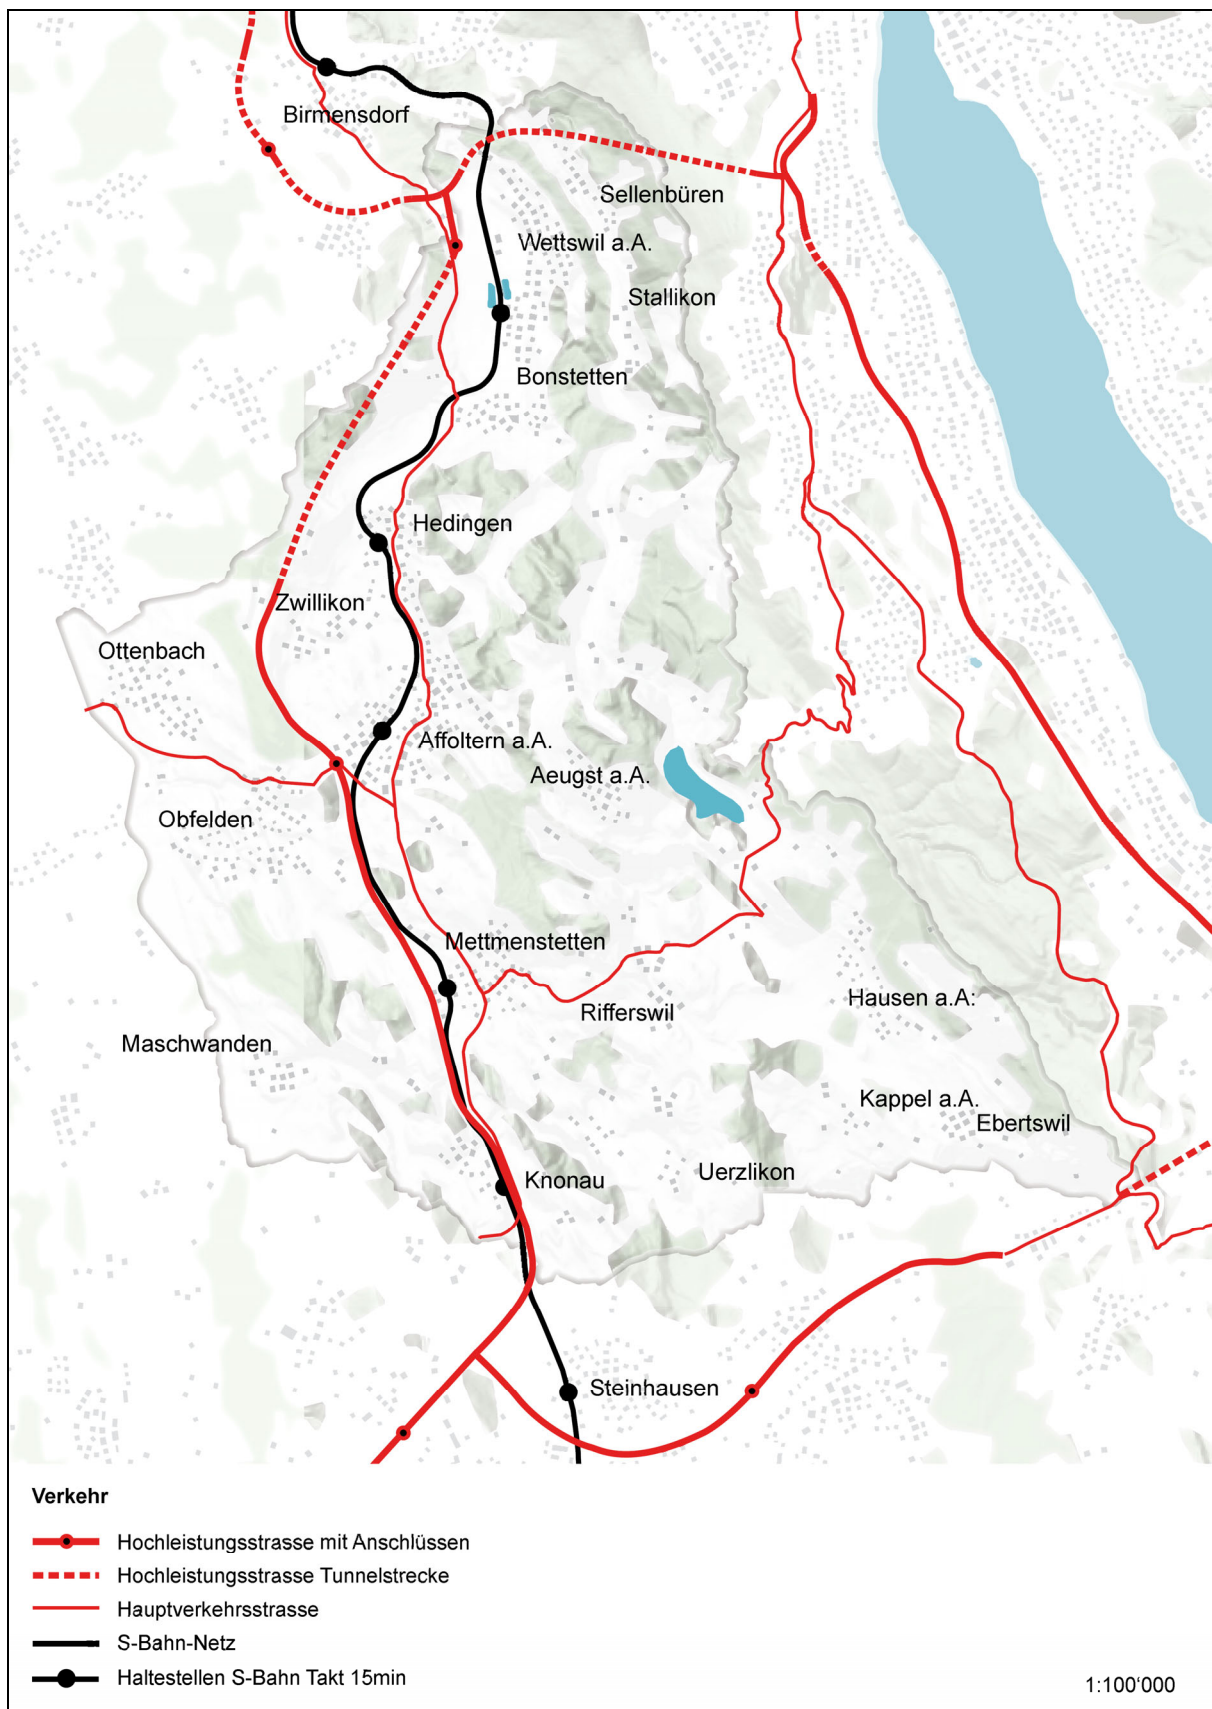 Birmensdorf
Sellenbüren
Wettswil a.A.
Stallikon
Bonstetten
Hedingen
Zwillikon
Ottenbach
Affoltern a.A.
Aeugst a.A.
Obfelden
Mettmenstetten
Hausen a.A:
Rifferswil
Maschwanden
Kappel a.A.
Ebertswil
Uerzlikon
Knonau
Steinhausen
Verkehr
Hochleistungsstrasse mit Anschlüssen
Hochleistungsstrasse Tunnelstrecke
Hauptverkehrsstrasse
S-Bahn-Netz
Haltestellen S-Bahn Takt 15min
1:100'000